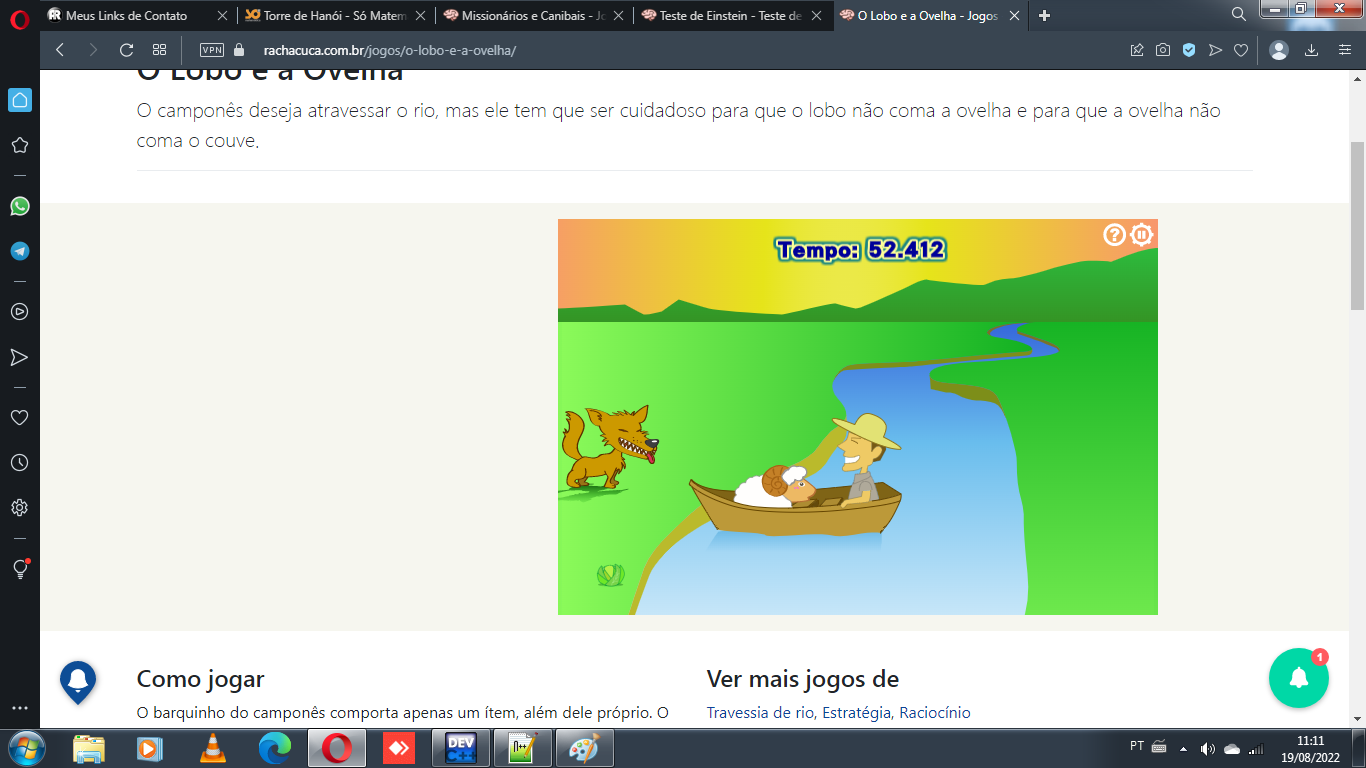 Meus Links de Contato
Torre de Hanói - Só Matem
Missionários e Canibais - Jo
Teste de Einstein - Teste de
O Lobo e a Ovelha - Jogos
VPN
rachacuca.com.br/jogos/o-lobo-e-a-ovelha/
O Lobo e a Ovelha
O camponês deseja atravessar o rio, mas ele tem que ser cuidadoso para que o lobo não coma a ovelha e para que a ovelha não
coma o couve.
Tempo: 52.412
?
Como jogar
O barquinho do camponês comporta apenas um ítem, além dele próprio. O
Ver mais jogos de
Travessia de rio, Estratégia, Raciocínio
1
DEV
C++
N++
PT
11:11
19/08/2022